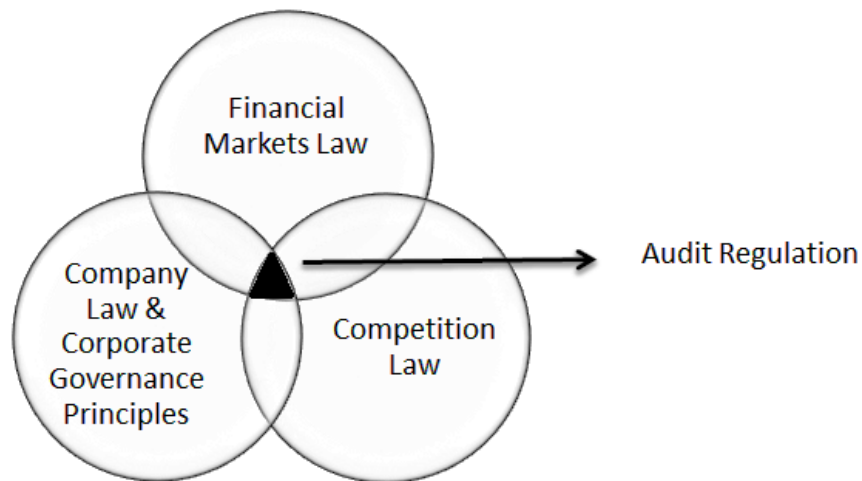 Financial
Markets Law
Audit Regulation
Company
Law &
Corporate
Governance
Principles
Competition
Law